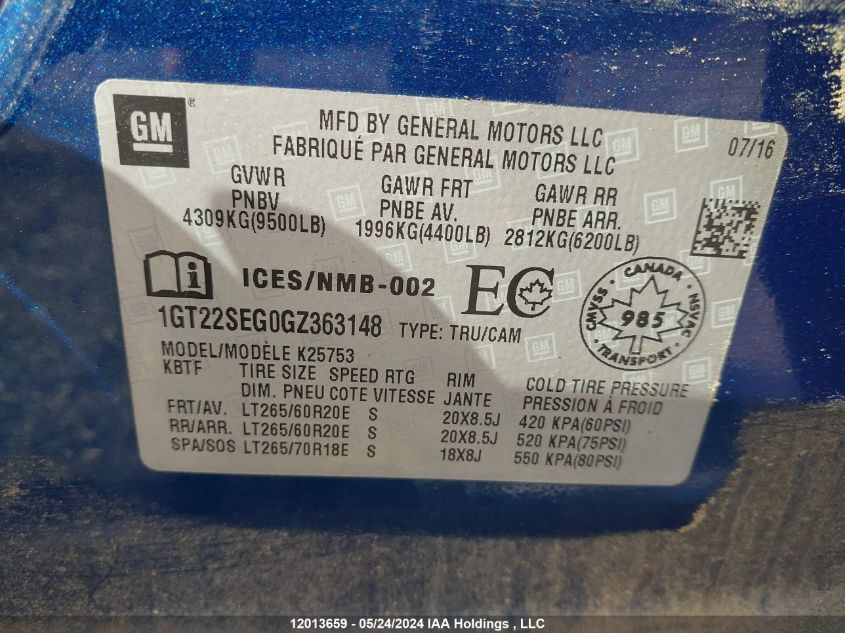 GM
MFD BY GENERAL MOTORS LLC
FABRIQUÉ PAR GENERAL MOTORS LLC
07/16
GVWR GAWR FRT GAWR RR
PNBV PNBE AV. PNBE ARR.
4309KG(9500LB) 1996KG(4400LB) 2812KG(6200LB)
i ICES/NMB-002 EC
CANADA
CMVSS 985 NSVAC
TRANSPORT
1GT22SEG0GZ363148 TYPE: TRU/CAM
MODEL/MODÈLE K25753
KBTF TIRE SIZE SPEED RTG RIM COLD TIRE PRESSURE
DIM. PNEU COTE VITESSE JANTE PRESSION À FROID
FRT/AV. LT265/60R20E S 20X8.5J 420 KPA(60PSI)
RR/ARR. LT265/60R20E S 20X8.5J 520 KPA(75PSI)
SPA/SOS LT265/70R18E S 18X8J 550 KPA(80PSI)
12013659 - 05/24/2024 IAA Holdings , LLC